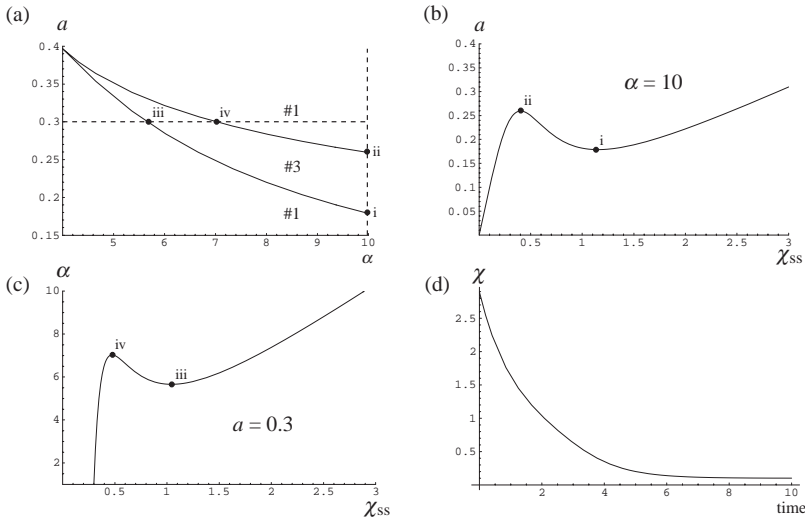 (a)
a
0.4
0.35
0.3
0.25
0.2
0.15
iii
iv
#1
#3
#1
ii
i
5
6
7
8
9
10
α
(b)
a
0.4
0.35
0.3
0.25
0.2
0.15
0.1
0.05
α = 10
ii
i
0.5
1
1.5
2
2.5
3
χss
(c)
α
10
8
6
4
2
iv
iii
a = 0.3
0.5
1
1.5
2
2.5
3
χss
(d)
χ
2.5
2
1.5
1
0.5
2
4
6
8
10
time